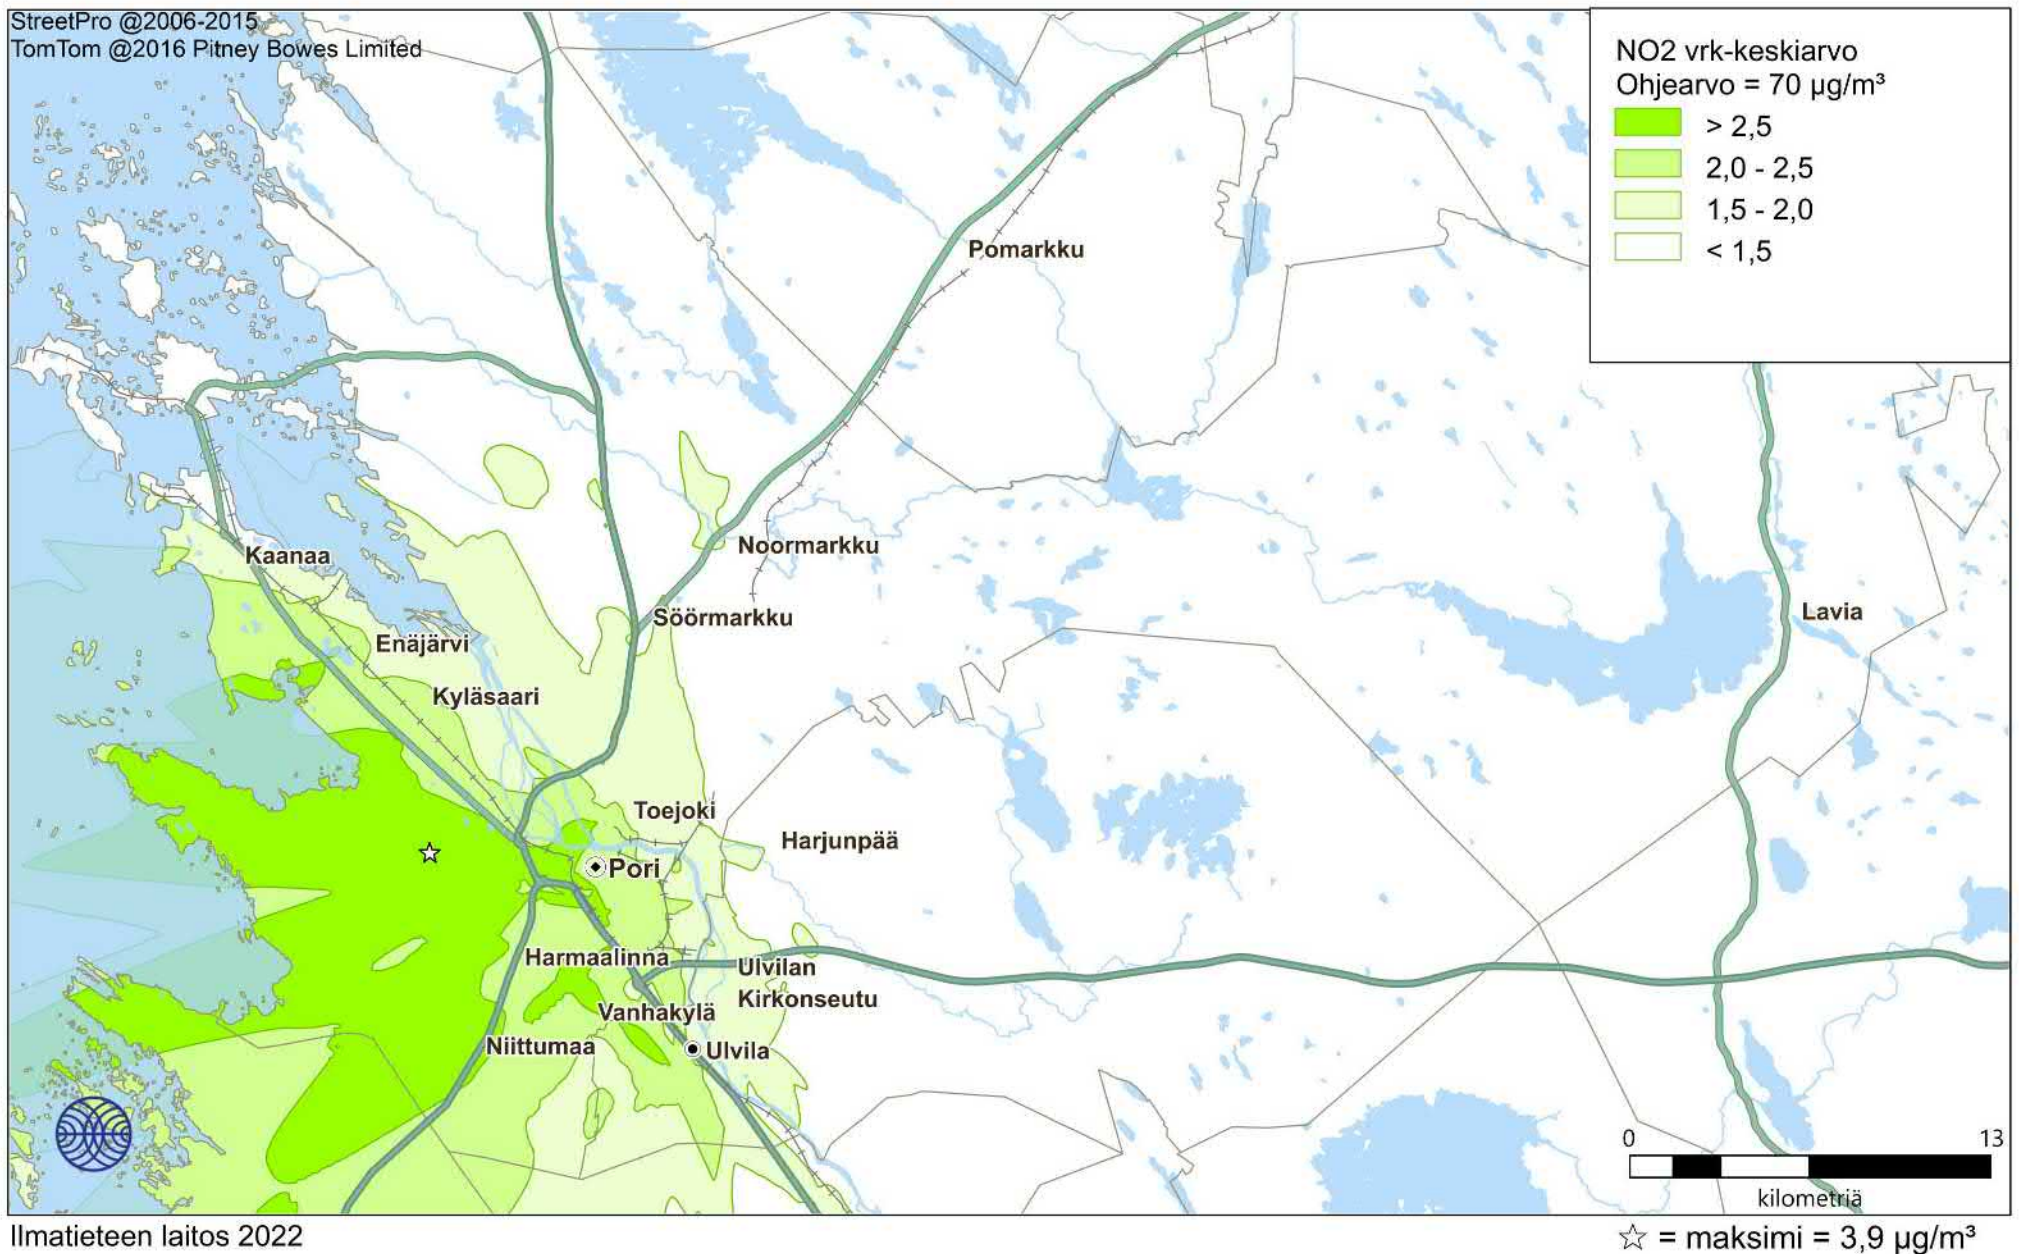 StreetPro @2006-2015
TomTom @2016 Pitney Bowes Limited
NO2 vrk-keskiarvo
Ohjearvo = 70 µg/m³
> 2,5
2,0 - 2,5
1,5 - 2,0
< 1,5
Pomarkku
Noormarkku
Kaanaa
Söörmarkku
Lavia
Enäjärvi
Kyläsaari
Toejoki
Harjunpää
Pori
Harmaalinna
Ulvilan
Kirkonseutu
Vanhakylä
Niittumaa
Ulvila
0 13
kilometriä
Ilmatieteen laitos 2022
☆ = maksimi = 3,9 µg/m³